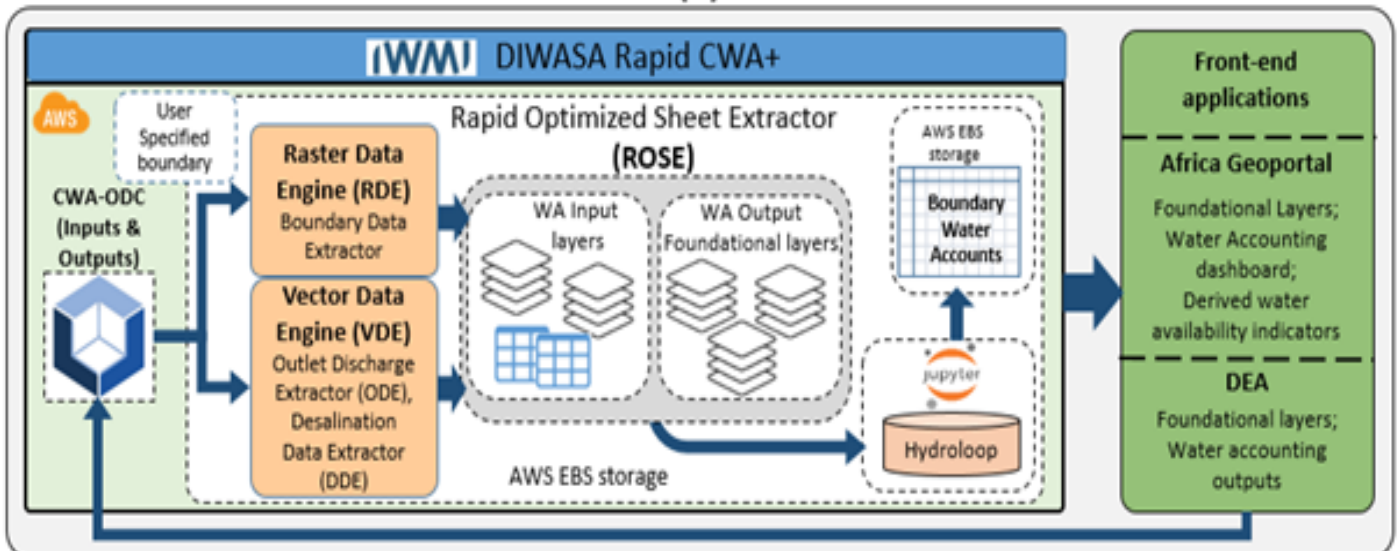 IWMI DIWASA Rapid CWA+
AWS
User
Specified
boundary
CWA-ODC
(Inputs &
Outputs)
Rapid Optimized Sheet Extractor
(ROSE)
Raster Data
Engine (RDE)
Boundary Data
Extractor
Vector Data
Engine (VDE)
Outlet Discharge
Extractor (ODE),
Desalination
Data Extractor
(DDE)
WA Input
layers
WA Output
Foundational layers
AWS EBS storage
AWS EBS
storage
Boundary
Water
Accounts
jupyter
Hydroloop
Front-end
applications
Africa Geoportal
Foundational Layers;
Water Accounting
dashboard;
Derived water
availability indicators
DEA
Foundational layers;
Water accounting
outputs